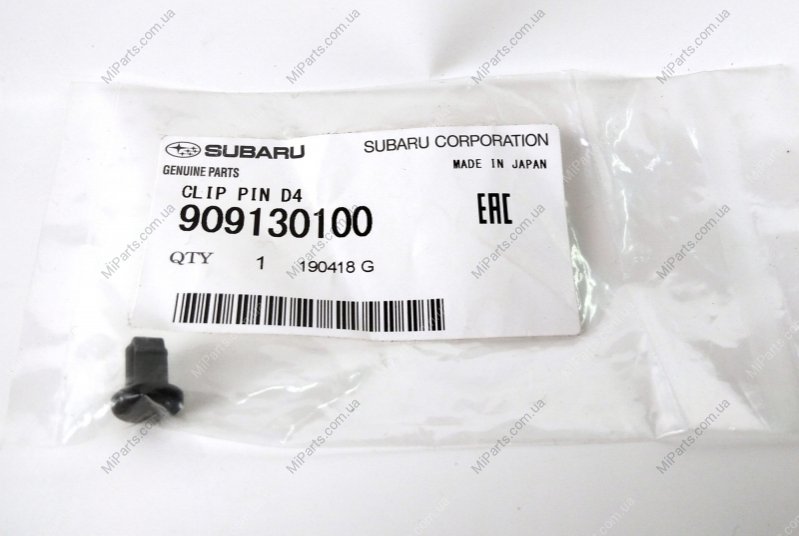 SUBARU
SUBARU CORPORATION
GENUINE PARTS
MADE IN JAPAN
CLIP PIN D4
909130100
EAC
QTY 1 190418 G
MiParts.com.ua